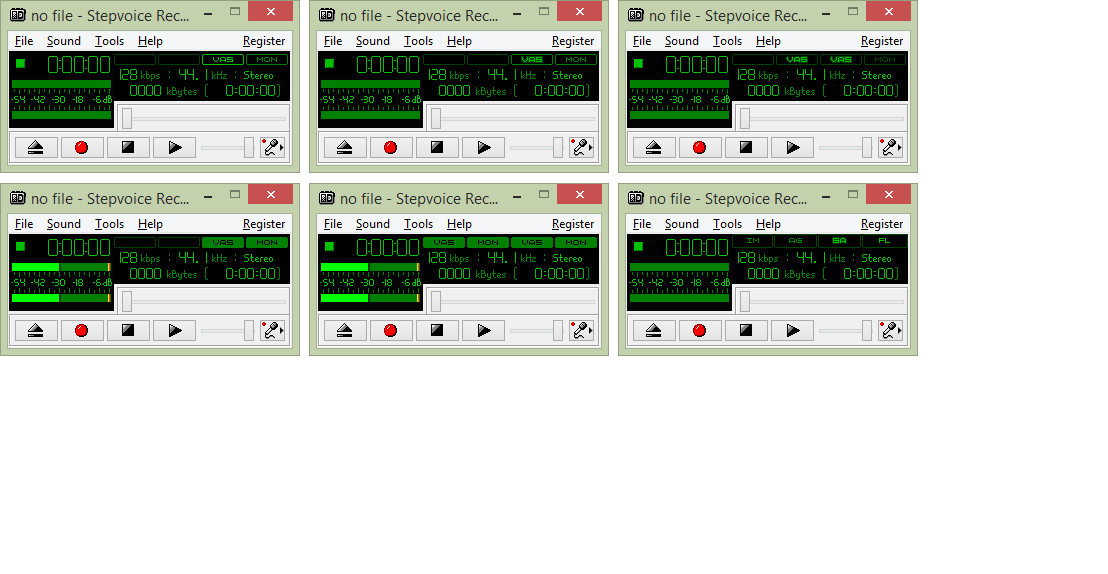 no file - Stepvoice Rec... no file - Stepvoice Rec... no file - Stepvoice Rec...
File Sound Tools Help Register File Sound Tools Help Register File Sound Tools Help Register
0:00:00 VAS MON 0:00:00 VAS MON 0:00:00 VAS VAS MON
128 kbps : 44.1 kHz : Stereo 128 kbps : 44.1 kHz : Stereo 128 kbps : 44.1 kHz : Stereo
0000 kBytes ( 0:00:00) 0000 kBytes ( 0:00:00) 0000 kBytes ( 0:00:00)
-54 -42 -30 -18 -6dB -54 -42 -30 -18 -6dB -54 -42 -30 -18 -6dB
no file - Stepvoice Rec... no file - Stepvoice Rec... no file - Stepvoice Rec...
File Sound Tools Help Register File Sound Tools Help Register File Sound Tools Help Register
0:00:00 VAS MON 0:00:00 VAS MON VAS MON 0:00:00 IM AG SA FL
128 kbps : 44.1 kHz : Stereo 128 kbps : 44.1 kHz : Stereo 128 kbps : 44.1 kHz : Stereo
0000 kBytes ( 0:00:00) 0000 kBytes ( 0:00:00) 0000 kBytes ( 0:00:00)
-54 -42 -30 -18 -6dB -54 -42 -30 -18 -6dB -54 -42 -30 -18 -6dB